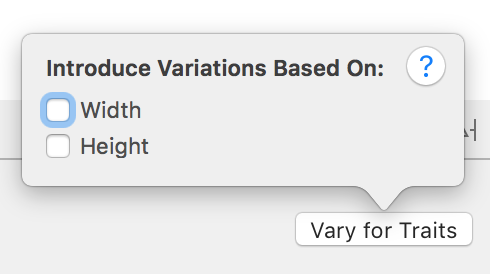 Introduce Variations Based On:
?
Width
Height
Vary for Traits